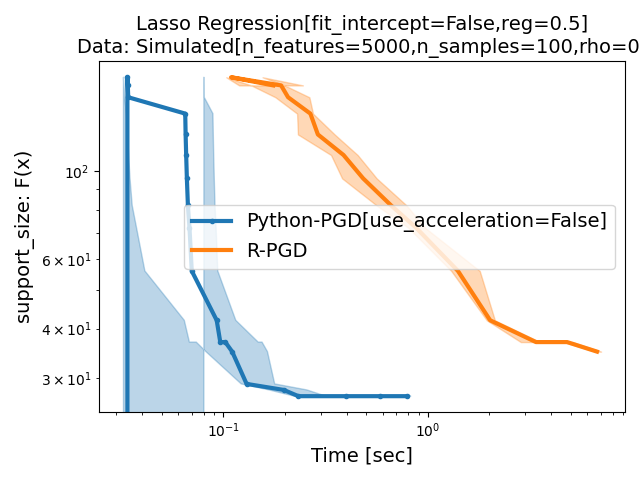 Lasso Regression[fit_intercept=False,reg=0.5]
Data: Simulated[n_features=5000,n_samples=100,rho=0
support_size: F(x)
10²
6 × 10¹
4 × 10¹
3 × 10¹
Python-PGD[use_acceleration=False]
R-PGD
10⁻¹
10⁰
Time [sec]